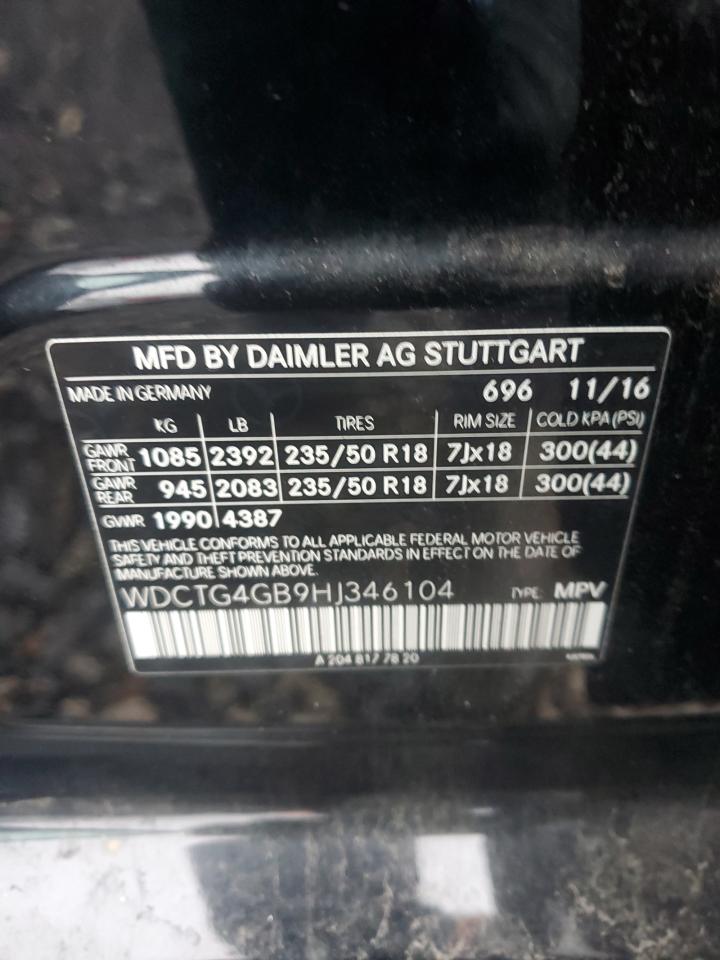 MFD BY DAIMLER AG STUTTGART
MADE IN GERMANY 696 11/16
KG LB TIRES RIM SIZE COLD KPA(PSI)
GAWR FRONT 1085 2392 235/50 R18 7Jx18 300(44)
GAWR REAR 945 2083 235/50 R18 7Jx18 300(44)
GVWR 1990 4387
THIS VEHICLE CONFORMS TO ALL APPLICABLE FEDERAL MOTOR VEHICLE
SAFETY AND THEFT PREVENTION STANDARDS IN EFFECT ON THE DATE OF
MANUFACTURE SHOWN ABOVE.
WDCTG4GB9HJ346104 TYPE: MPV
A 204 817 78 20